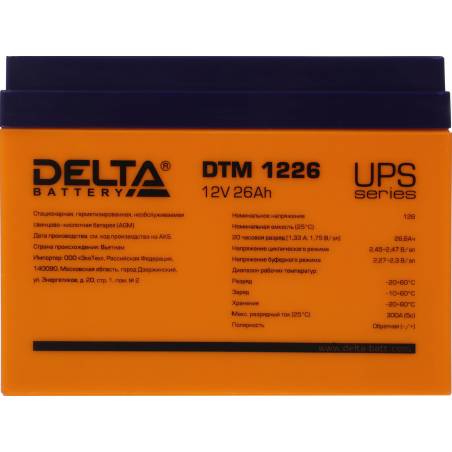 DELTA®
BATTERY
DTM 1226
12V 26Ah
UPS
series
Стационарная, герметизированная, необслуживаемая
свинцово-кислотная батарея (AGM)
Дата производства: см. код производства на АКБ.
Страна происхождения: Вьетнам
Импортер: ООО «ЭкоТех», Российская Федерация,
140090, Московская область, город Дзержинский,
ул. Энергетиков, д. 20, стр. 1, пом. № 2
Номинальное напряжение 12В
Номинальная емкость (25°С)
20 часовая разряд (1,33 А; 1,75 В/эл) 26,6Ач
Напряжение циклического режима 2,45-2,47 В/эл
Напряжение буферного режима 2,27-2,3 В/эл
Диапазон рабочих температур:
Разряд -20~60°С
Заряд -10~60°С
Хранение -20~60°С
Макс. разрядный ток (25°С) 300А (5с)
Полярность Обратная (-/+)
www.delta-batt.com